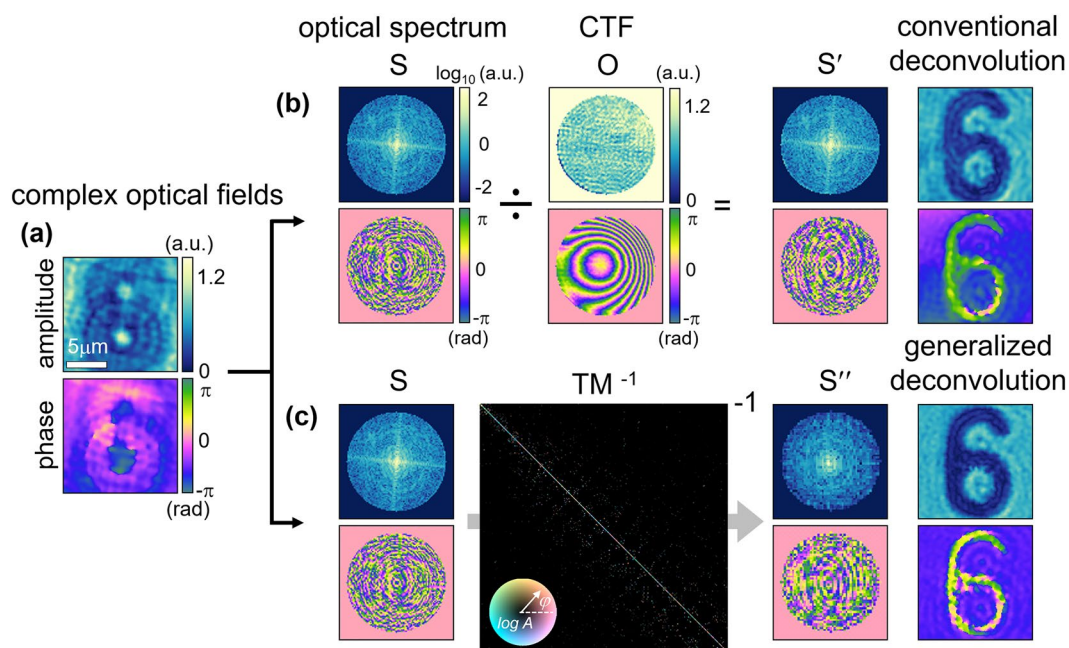 optical spectrum
CTF
conventional
deconvolution
S
log10 (a.u.)
O
(a.u.)
S′
(b)
2
0
-2
÷
1.2
0
=
π
0
-π
(rad)
π
0
-π
(rad)
complex optical fields
(a)
(a.u.)
amplitude
1.2
0
5μm
phase
π
0
-π
(rad)
generalized
deconvolution
S
TM -1
-1
S′′
(c)
φ
log A